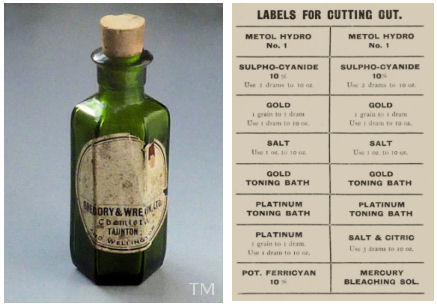 GREGORY & WRE
Chemists
TAUNTON
AND WELLINGTON
TM
LABELS FOR CUTTING OUT.
METOL HYDRO
No. 1
METOL HYDRO
No. 1
SULPHO-CYANIDE
10%
Use 2 drams to 10 oz.
SULPHO-CYANIDE
10%
Use 2 drams to 10 oz.
GOLD
1 grain to 1 dram
Use 1 dram to 10 oz.
GOLD
1 grain to 1 dram
Use 1 dram to 10 oz.
SALT
Use 1 oz. to 10 oz.
SALT
Use 1 oz. to 10 oz.
GOLD
TONING BATH
GOLD
TONING BATH
PLATINUM
TONING BATH
PLATINUM
TONING BATH
PLATINUM
1 grain to 1 dram.
Use 1 dram to 10 oz.
SALT & CITRIC
Use 3 drams to 10 oz.
POT. FERRICYAN
10 %
MERCURY
BLEACHING SOL.